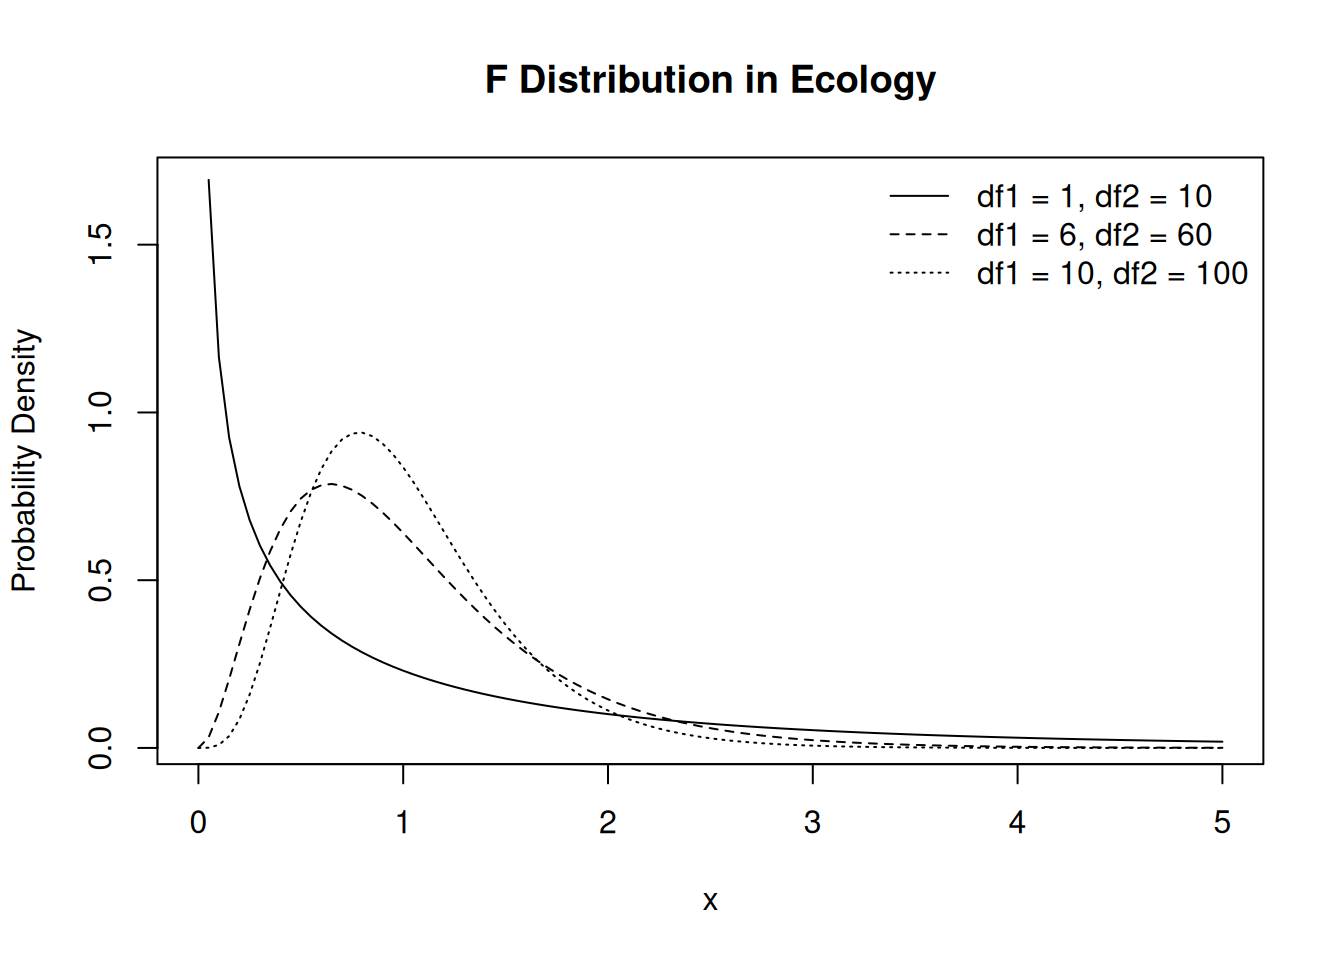 F Distribution in Ecology
df1 = 1, df2 = 10
df1 = 6, df2 = 60
df1 = 10, df2 = 100
Probability Density
1.5
1.0
0.5
0.0
0 1 2 3 4 5
x